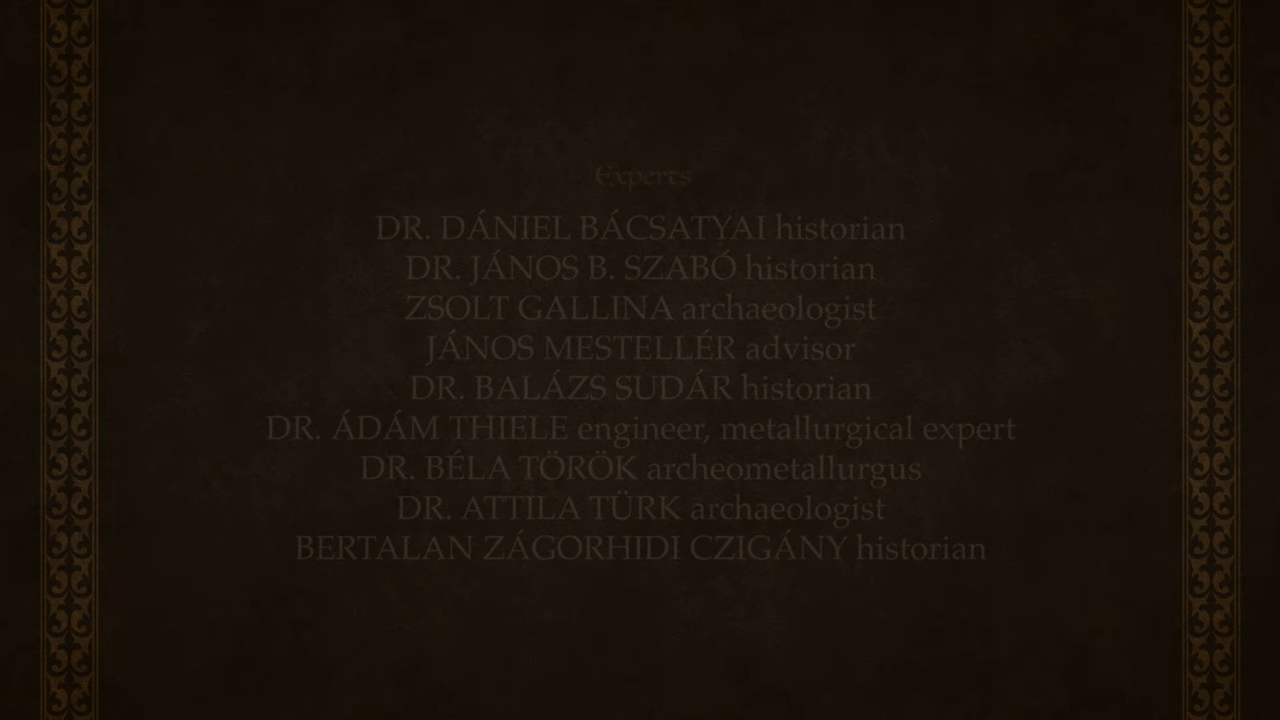 Experts
DR. DÁNIEL BÁCSATYAI historian
DR. JÁNOS B. SZABÓ historian
ZSOLT GALLINA archaeologist
JÁNOS MESTELLÉR advisor
DR. BALÁZS SUDÁR historian
DR. ÁDÁM THIELE engineer, metallurgical expert
DR. BÉLA TÖRÖK archeometallurgus
DR. ATTILA TÜRK archaeologist
BERTALAN ZÁGORHIDI CZIGÁNY historian